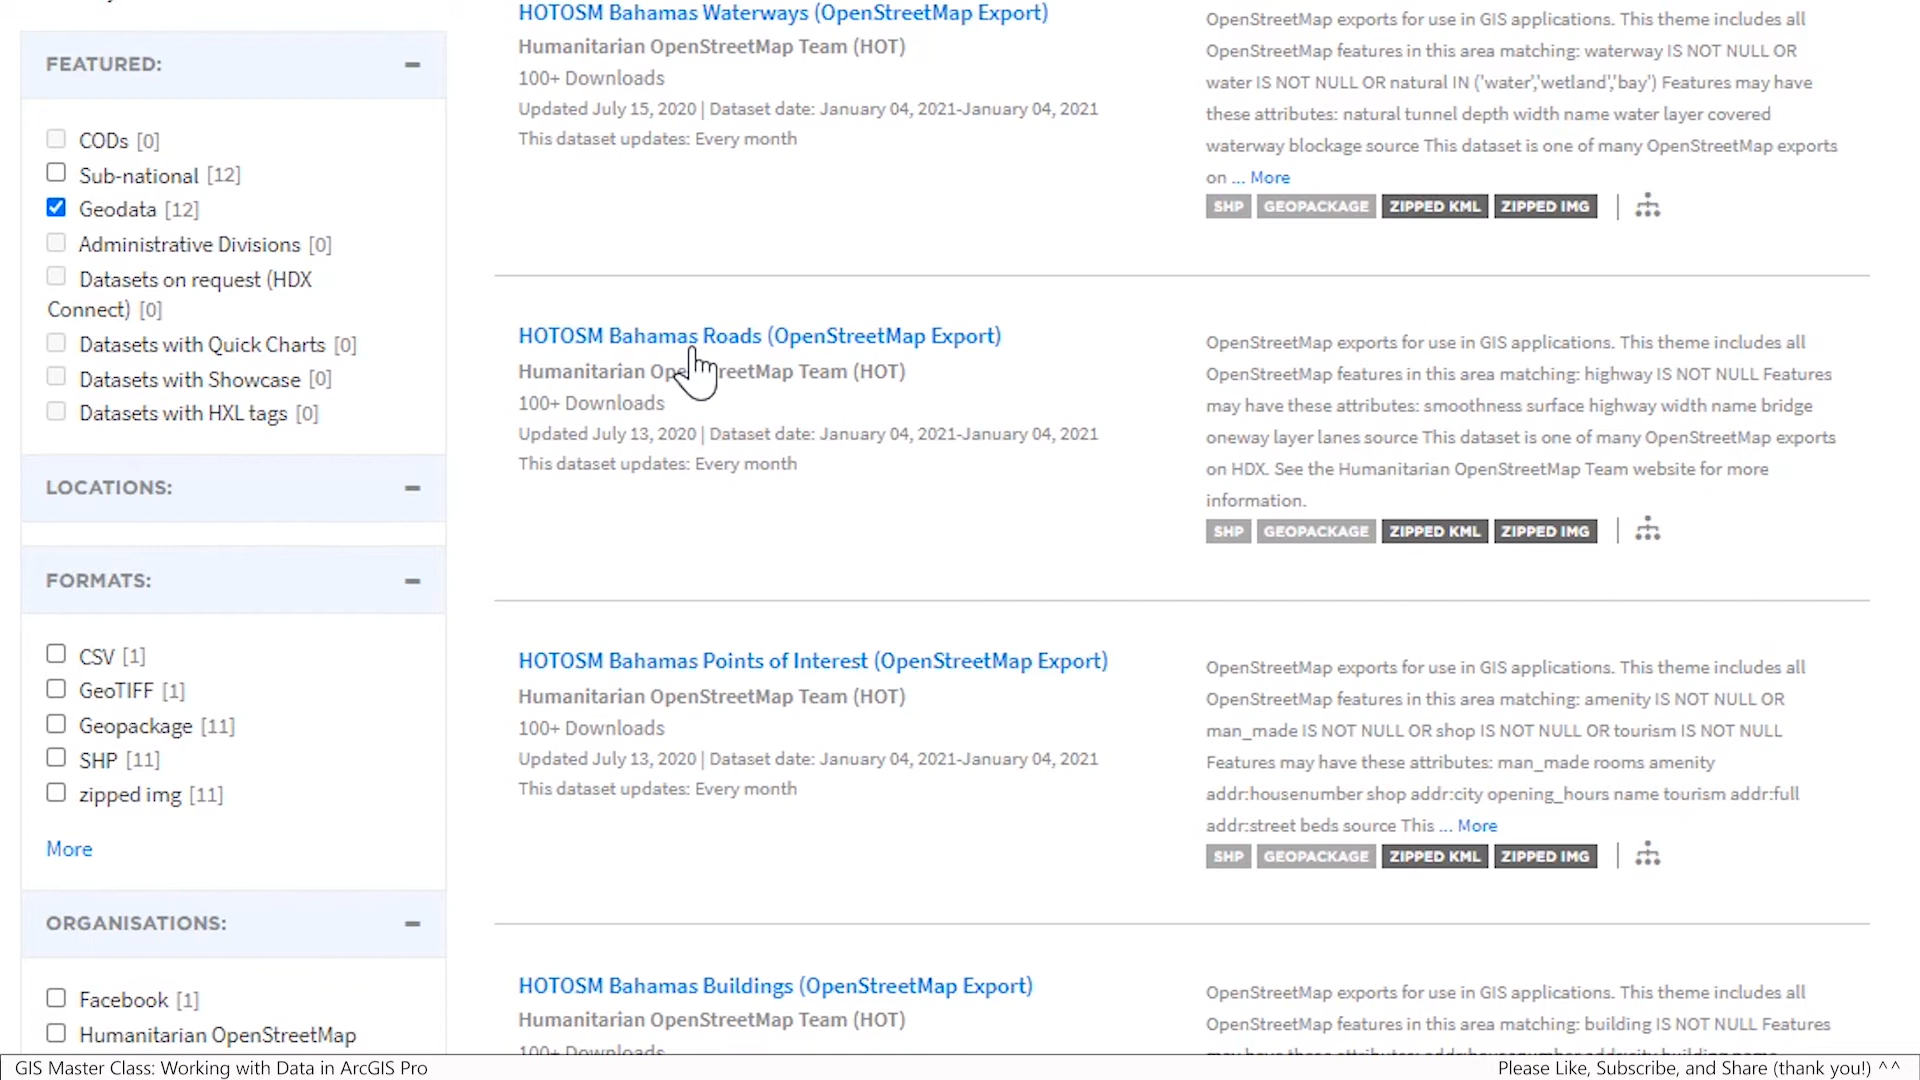 FEATURED:
CODs [0]
Sub-national [12]
Geodata [12]
Administrative Divisions [0]
Datasets on request (HDX
Connect) [0]
Datasets with Quick Charts [0]
Datasets with Showcase [0]
Datasets with HXL tags [0]
LOCATIONS:
FORMATS:
CSV [1]
GeoTIFF [1]
Geopackage [11]
SHP [11]
zipped img [11]
More
ORGANISATIONS:
Facebook [1]
Humanitarian OpenStreetMap
HOTOSM Bahamas Waterways (OpenStreetMap Export)
Humanitarian OpenStreetMap Team (HOT)
100+ Downloads
Updated July 15, 2020 | Dataset date: January 04, 2021-January 04, 2021
This dataset updates: Every month
OpenStreetMap exports for use in GIS applications. This theme includes all
OpenStreetMap features in this area matching: waterway IS NOT NULL OR
water IS NOT NULL OR natural IN ('water','wetland','bay') Features may have
these attributes: natural tunnel depth width name water layer covered
waterway blockage source This dataset is one of many OpenStreetMap exports
on ... More
SHP GEOPACKAGE ZIPPED KML ZIPPED IMG
HOTOSM Bahamas Roads (OpenStreetMap Export)
Humanitarian OpenStreetMap Team (HOT)
100+ Downloads
Updated July 13, 2020 | Dataset date: January 04, 2021-January 04, 2021
This dataset updates: Every month
OpenStreetMap exports for use in GIS applications. This theme includes all
OpenStreetMap features in this area matching: highway IS NOT NULL Features
may have these attributes: smoothness surface highway width name bridge
oneway layer lanes source This dataset is one of many OpenStreetMap exports
on HDX. See the Humanitarian OpenStreetMap Team website for more
information.
SHP GEOPACKAGE ZIPPED KML ZIPPED IMG
HOTOSM Bahamas Points of Interest (OpenStreetMap Export)
Humanitarian OpenStreetMap Team (HOT)
100+ Downloads
Updated July 13, 2020 | Dataset date: January 04, 2021-January 04, 2021
This dataset updates: Every month
OpenStreetMap exports for use in GIS applications. This theme includes all
OpenStreetMap features in this area matching: amenity IS NOT NULL OR
man_made IS NOT NULL OR shop IS NOT NULL OR tourism IS NOT NULL
Features may have these attributes: man_made rooms amenity
addr:housenumber shop addr:city opening_hours name tourism addr:full
addr:street beds source This ... More
SHP GEOPACKAGE ZIPPED KML ZIPPED IMG
HOTOSM Bahamas Buildings (OpenStreetMap Export)
Humanitarian OpenStreetMap Team (HOT)
100+ Downloads
OpenStreetMap exports for use in GIS applications. This theme includes all
OpenStreetMap features in this area matching: building IS NOT NULL Features
GIS Master Class: Working with Data in ArcGIS Pro
Please Like, Subscribe, and Share (thank you!) ^^